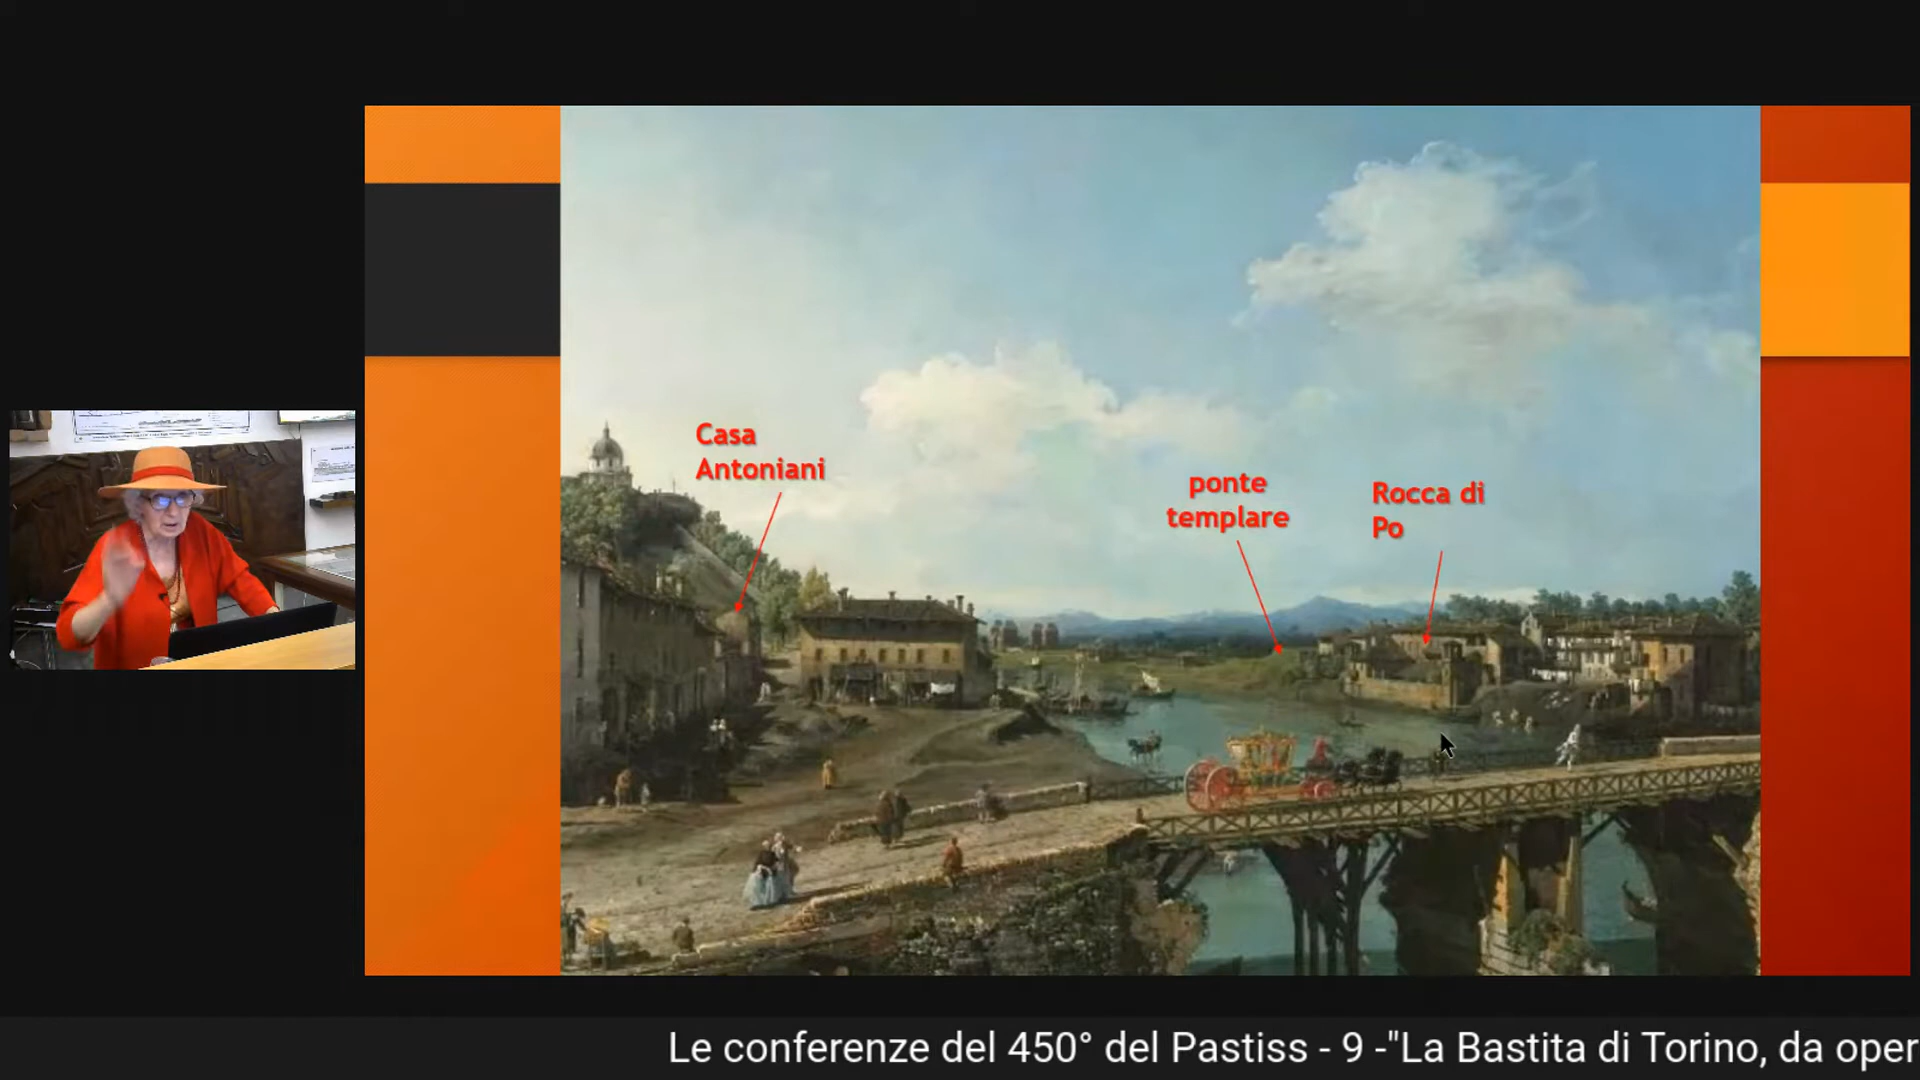 Casa
Antoniani
ponte
templare
Rocca di
Po
Le conferenze del 450° del Pastiss - 9 -"La Bastita di Torino, da oper